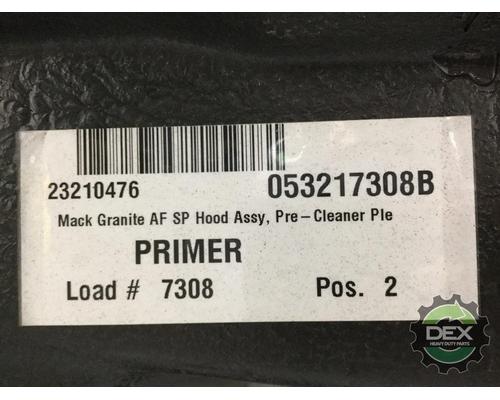 23210476 053217308B
Mack Granite AF SP Hood Assy, Pre-Cleaner Ple
PRIMER
Load # 7308 Pos. 2
DEX
HEAVY DUTY PARTS